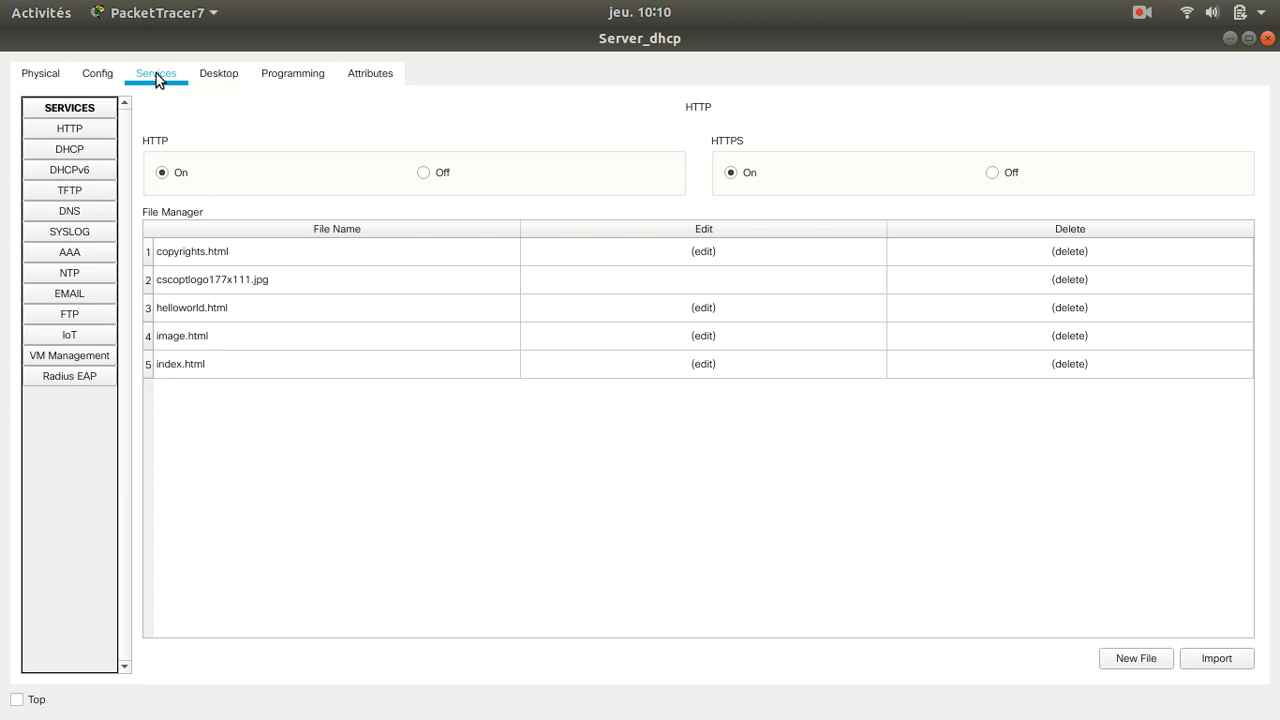 Activités PacketTracer7 jeu. 10:10
Server_dhcp
Physical Config Services Desktop Programming Attributes
SERVICES
HTTP
DHCP
DHCPv6
TFTP
DNS
SYSLOG
AAA
NTP
EMAIL
FTP
IoT
VM Management
Radius EAP
HTTP
HTTP HTTPS
On Off On Off
File Manager
File Name Edit Delete
1 copyrights.html (edit) (delete)
2 cscoptlogo177x111.jpg (delete)
3 helloworld.html (edit) (delete)
4 image.html (edit) (delete)
5 index.html (edit) (delete)
New File Import
Top